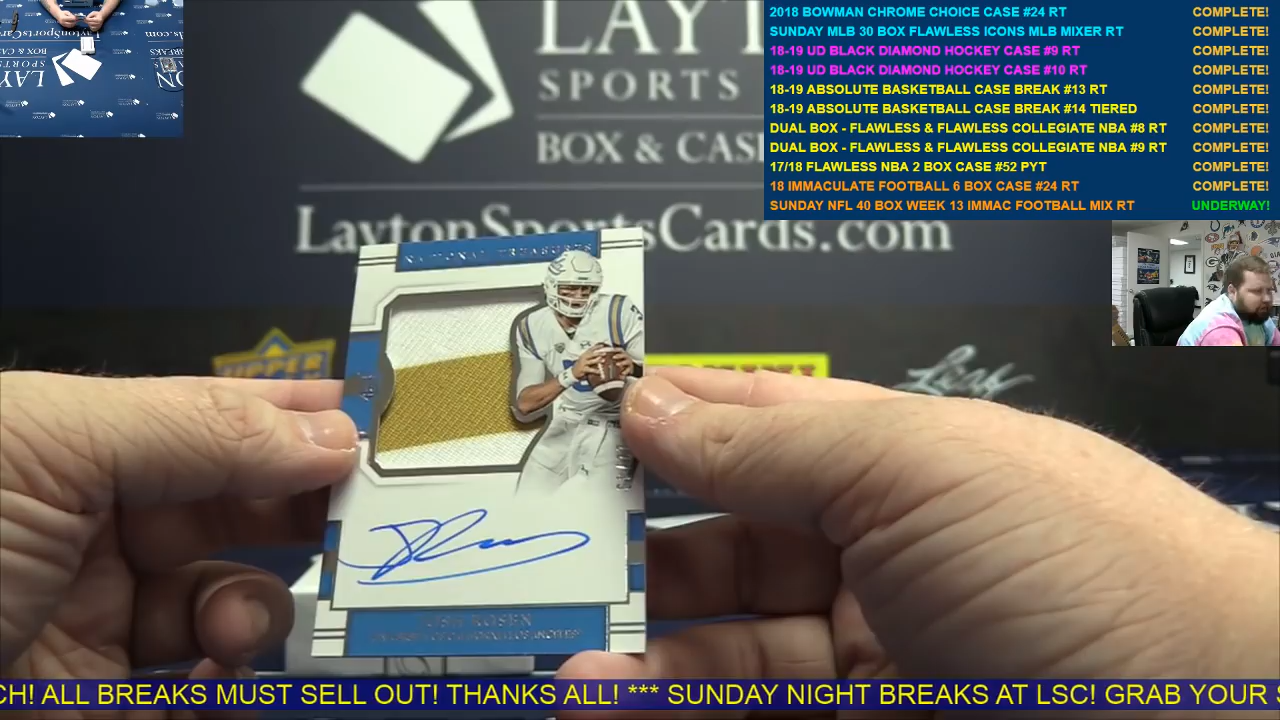 2018 BOWMAN CHROME CHOICE CASE #24 RT COMPLETE!
SUNDAY MLB 30 BOX FLAWLESS ICONS MLB MIXER RT COMPLETE!
18-19 UD BLACK DIAMOND HOCKEY CASE #9 RT COMPLETE!
18-19 UD BLACK DIAMOND HOCKEY CASE #10 RT COMPLETE!
18-19 ABSOLUTE BASKETBALL CASE BREAK #13 RT COMPLETE!
18-19 ABSOLUTE BASKETBALL CASE BREAK #14 TIERED COMPLETE!
DUAL BOX - FLAWLESS & FLAWLESS COLLEGIATE NBA #8 RT COMPLETE!
DUAL BOX - FLAWLESS & FLAWLESS COLLEGIATE NBA #9 RT COMPLETE!
17/18 FLAWLESS NBA 2 BOX CASE #52 PYT COMPLETE!
18 IMMACULATE FOOTBALL 6 BOX CASE #24 RT COMPLETE!
SUNDAY NFL 40 BOX WEEK 13 IMMAC FOOTBALL MIX RT UNDERWAY!
LAYT
SPORTS
BOX & CAS
LaytonSportsCards.com
NATIONAL TREASURES
UPPER
PANINI
Leaf
JOSH ROSEN
CH! ALL BREAKS MUST SELL OUT! THANKS ALL! *** SUNDAY NIGHT BREAKS AT LSC! GRAB YOUR